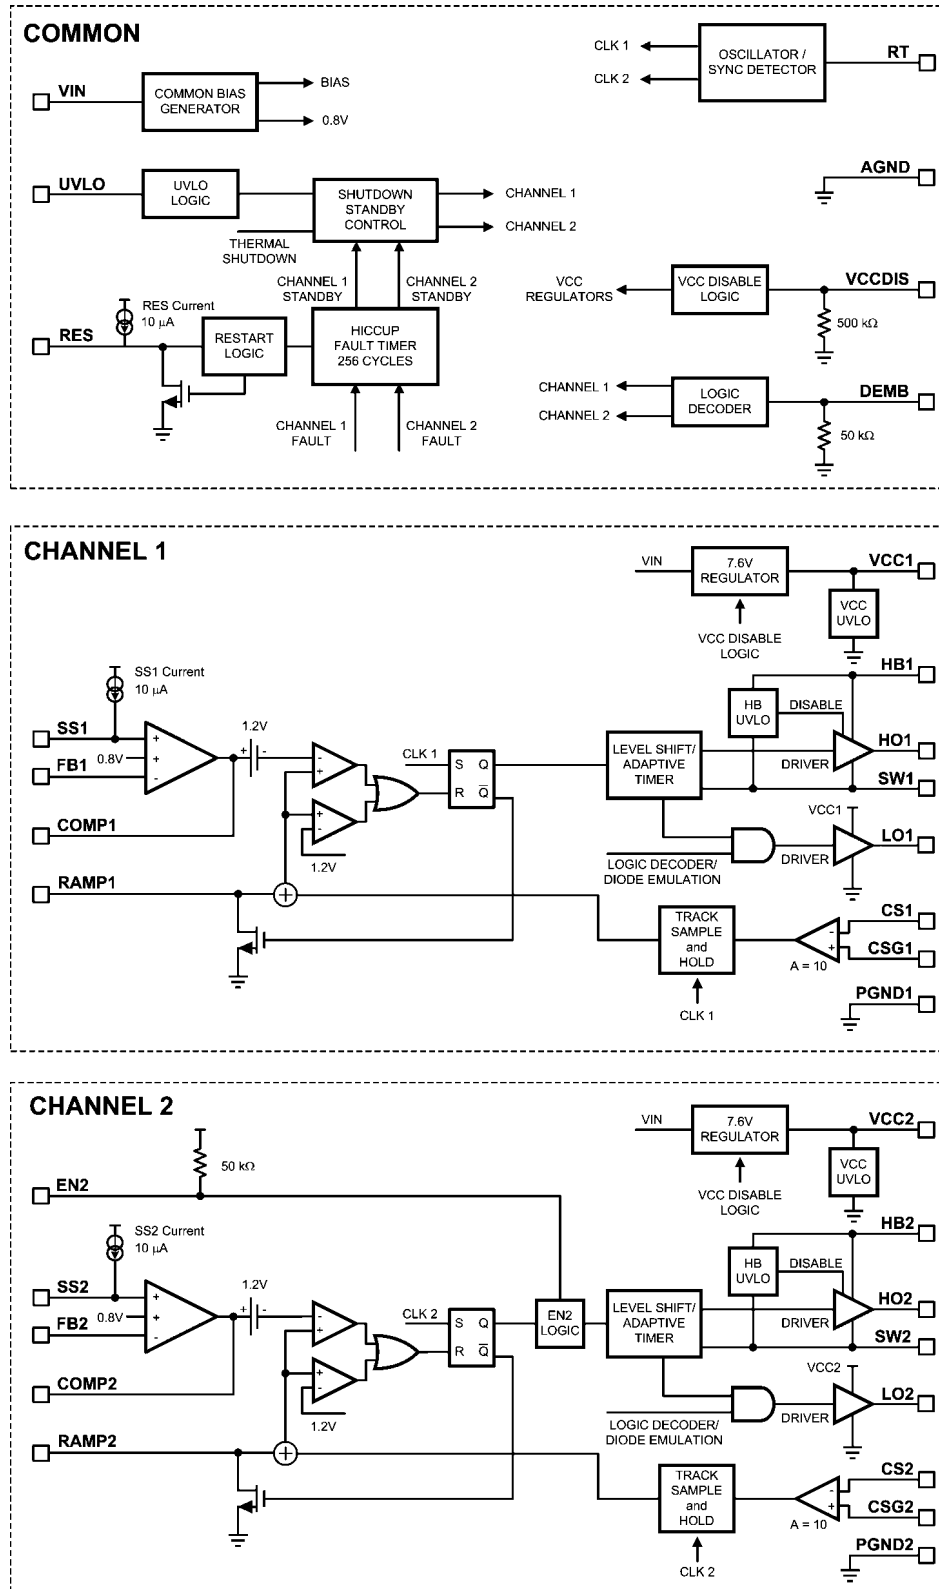 COMMON
CLK 1
CLK 2
OSCILLATOR /
SYNC DETECTOR
RT
VIN
COMMON BIAS
GENERATOR
BIAS
0.8V
UVLO
UVLO
LOGIC
SHUTDOWN
STANDBY
CONTROL
CHANNEL 1
CHANNEL 2
AGND
THERMAL
SHUTDOWN
CHANNEL 1
STANDBY
CHANNEL 2
STANDBY
VCC
REGULATORS
VCC DISABLE
LOGIC
VCCDIS
500 kΩ
RES Current
10 µA
RES
RESTART
LOGIC
HICCUP
FAULT TIMER
256 CYCLES
CHANNEL 1
CHANNEL 2
LOGIC
DECODER
DEMB
50 kΩ
CHANNEL 1
FAULT
CHANNEL 2
FAULT
CHANNEL 1
VIN
7.6V
REGULATOR
VCC1
VCC
UVLO
VCC DISABLE
LOGIC
SS1 Current
10 µA
HB1
HB
UVLO
DISABLE
SS1
+
0.8V
+
FB1
-
1.2V
+ -
-
+
CLK 1
S Q
R Q̅
LEVEL SHIFT/
ADAPTIVE
TIMER
DRIVER
HO1
SW1
COMP1
+
-
1.2V
VCC1
LOGIC DECODER/
DIODE EMULATION
DRIVER
LO1
RAMP1
+
TRACK
SAMPLE
and
HOLD
-
+
A = 10
CS1
CSG1
CLK 1
PGND1
CHANNEL 2
VIN
7.6V
REGULATOR
VCC2
VCC
UVLO
VCC DISABLE
LOGIC
50 kΩ
EN2
SS2 Current
10 µA
HB2
HB
UVLO
DISABLE
SS2
+
0.8V
+
FB2
-
1.2V
+ -
-
+
CLK 2
S Q
R Q̅
EN2
LOGIC
LEVEL SHIFT/
ADAPTIVE
TIMER
DRIVER
HO2
SW2
COMP2
+
-
1.2V
VCC2
LOGIC DECODER/
DIODE EMULATION
DRIVER
LO2
RAMP2
+
TRACK
SAMPLE
and
HOLD
-
+
A = 10
CS2
CSG2
CLK 2
PGND2